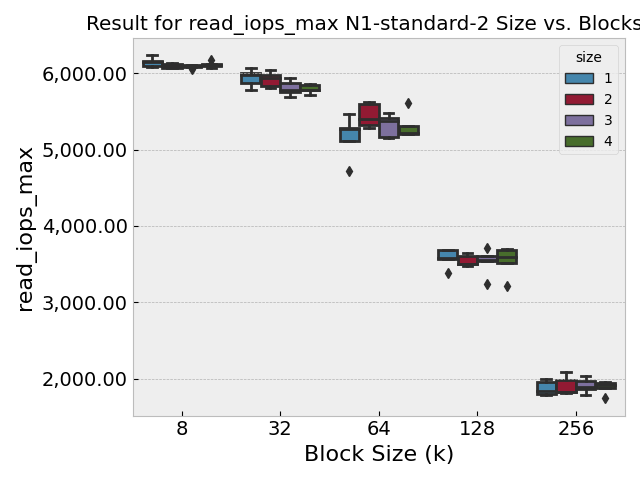 Result for read_iops_max N1-standard-2 Size vs. Blocks
size
1
2
3
4
6,000.00
5,000.00
4,000.00
3,000.00
2,000.00
read_iops_max
8 32 64 128 256
Block Size (k)